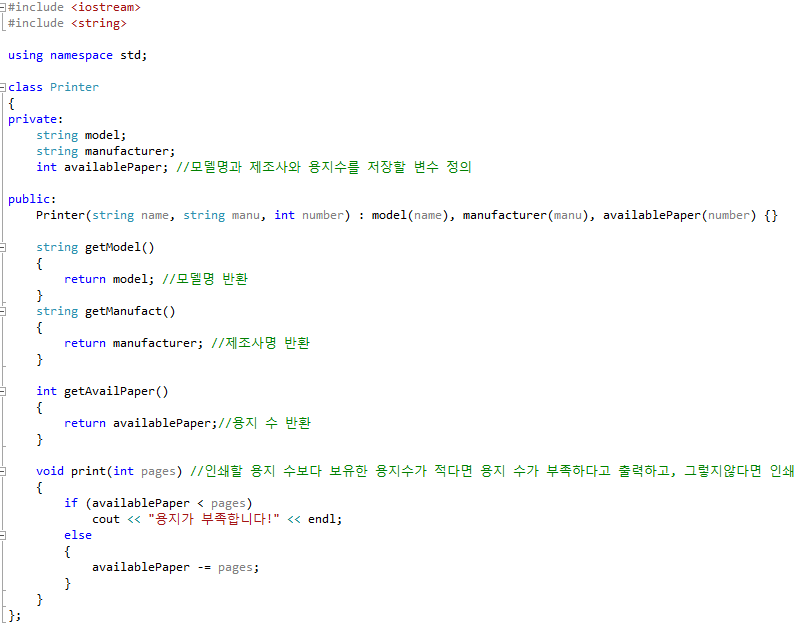 #include <iostream>
#include <string>
using namespace std;
class Printer
{
private:
string model;
string manufacturer;
int availablePaper; //모델명과 제조사와 용지수를 저장할 변수 정의
public:
Printer(string name, string manu, int number) : model(name), manufacturer(manu), availablePaper(number) {}
string getModel()
{
return model; //모델명 반환
}
string getManufact()
{
return manufacturer; //제조사명 반환
}
int getAvailPaper()
{
return availablePaper;//용지 수 반환
}
void print(int pages) //인쇄할 용지 수보다 보유한 용지수가 적다면 용지 수가 부족하다고 출력하고, 그렇지않다면 인쇄
{
if (availablePaper < pages)
cout << "용지가 부족합니다!" << endl;
else
{
availablePaper -= pages;
}
}
};